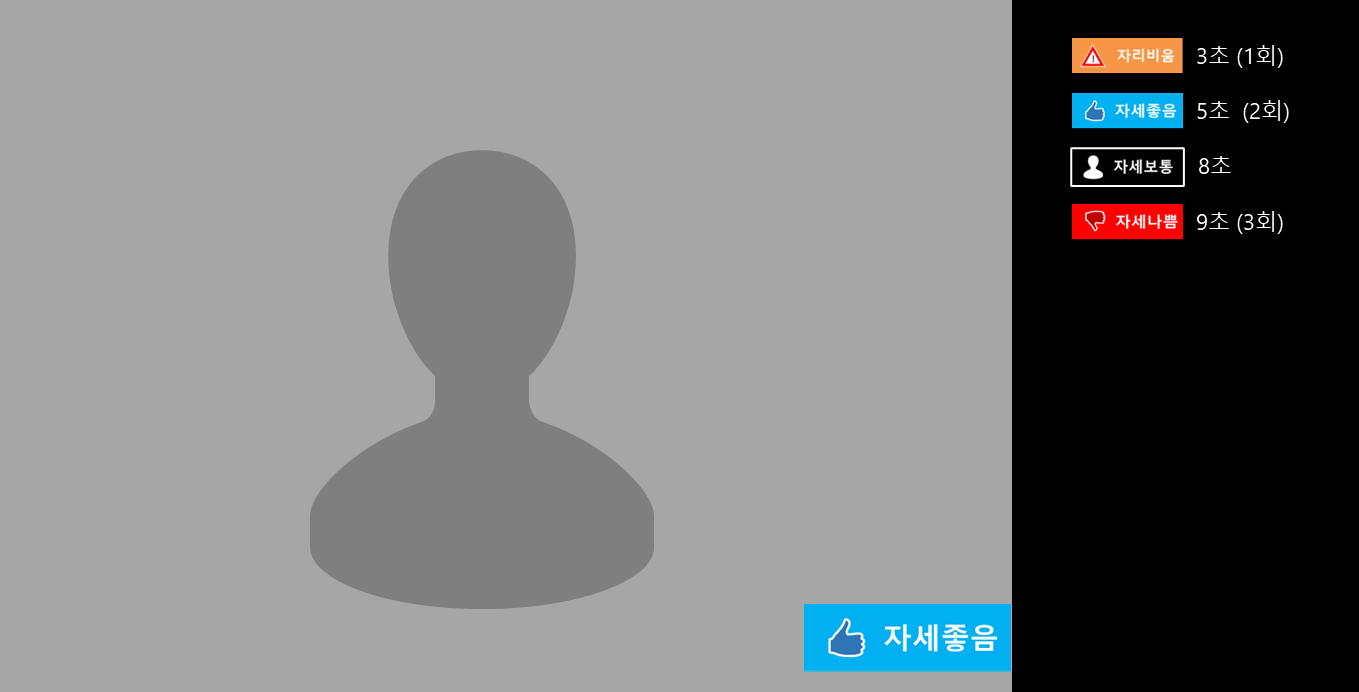 자리비움 3초 (1회)
자세좋음 5초 (2회)
자세보통 8초
자세나쁨 9초 (3회)
자세좋음